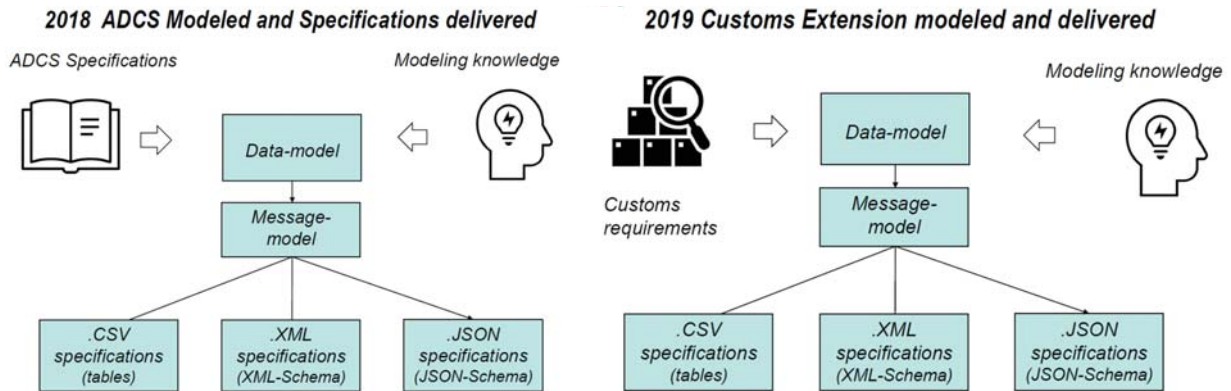 2018 ADCS Modeled and Specifications delivered
ADCS Specifications
Modeling knowledge
Data-model
Message-
model
.CSV
specifications
(tables)
.XML
specifications
(XML-Schema)
.JSON
specifications
(JSON-Schema)
2019 Customs Extension modeled and delivered
Modeling knowledge
Data-model
Customs
requirements
Message-
model
.CSV
specifications
(tables)
.XML
specifications
(XML-Schema)
.JSON
specifications
(JSON-Schema)